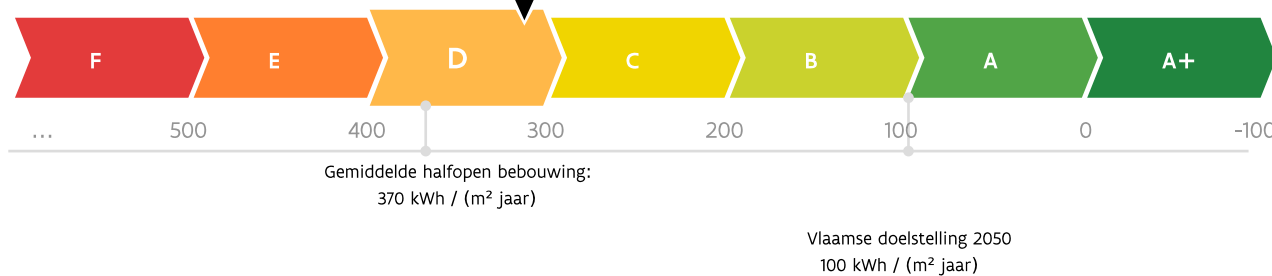 F E D C B A A+
... 500 400 300 200 100 0 -100
Gemiddelde halfopen bebouwing:
370 kWh / (m² jaar)
Vlaamse doelstelling 2050
100 kWh / (m² jaar)